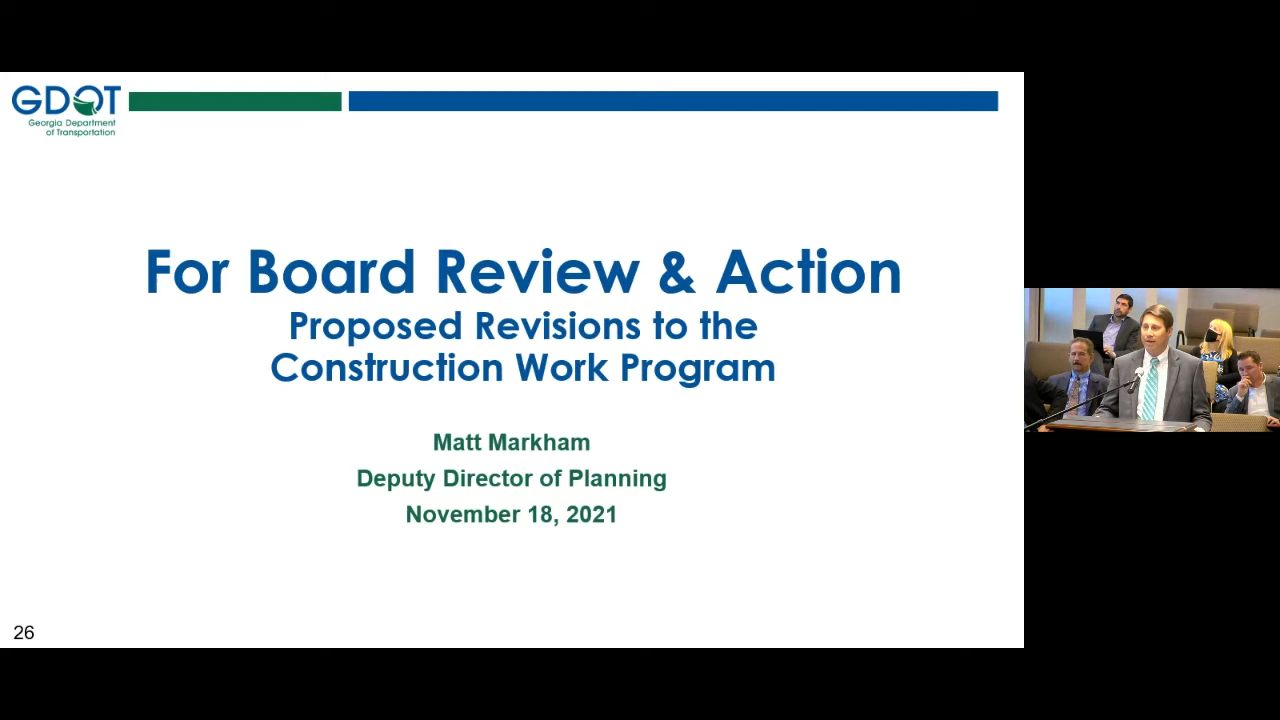 GDOT
Georgia Department
of Transportation
For Board Review & Action
Proposed Revisions to the
Construction Work Program
Matt Markham
Deputy Director of Planning
November 18, 2021
26